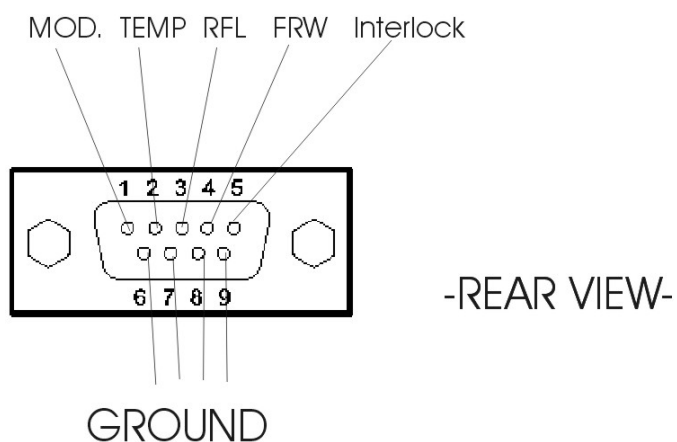 MOD. TEMP RFL FRW Interlock
1 2 3 4 5
6 7 8 9
-REAR VIEW-
GROUND